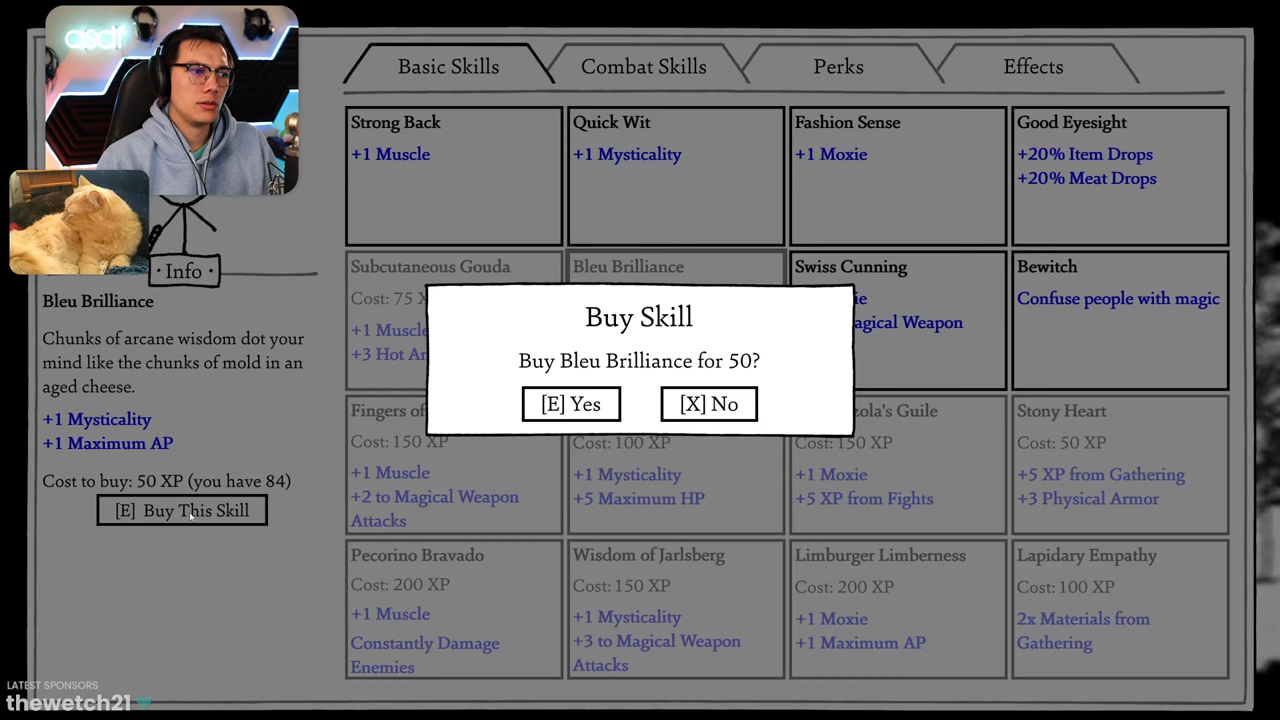 Basic Skills
Combat Skills
Perks
Effects
Strong Back
+1 Muscle
Quick Wit
+1 Mysticality
Fashion Sense
+1 Moxie
Good Eyesight
+20% Item Drops
+20% Meat Drops
· Info ·
Bleu Brilliance
Chunks of arcane wisdom dot your
mind like the chunks of mold in an
aged cheese.
+1 Mysticality
+1 Maximum AP
Cost to buy: 50 XP (you have 84)
[E] Buy This Skill
Subcutaneous Gouda
Cost: 75 X
+1 Muscle
+3 Hot Ar
Bleu Brilliance
Swiss Cunning
ie
agical Weapon
Bewitch
Confuse people with magic
Buy Skill
Buy Bleu Brilliance for 50?
[E] Yes
[X] No
Fingers of
Cost: 150 XP
+1 Muscle
+2 to Magical Weapon
Attacks
Cost: 100 XP
+1 Mysticality
+5 Maximum HP
zola's Guile
Cost: 150 XP
+1 Moxie
+5 XP from Fights
Stony Heart
Cost: 50 XP
+5 XP from Gathering
+3 Physical Armor
Pecorino Bravado
Cost: 200 XP
+1 Muscle
Constantly Damage
Enemies
Wisdom of Jarlsberg
Cost: 150 XP
+1 Mysticality
+3 to Magical Weapon
Attacks
Limburger Limberness
Cost: 200 XP
+1 Moxie
+1 Maximum AP
Lapidary Empathy
Cost: 100 XP
2x Materials from
Gathering
LATEST SPONSORS
thewetch21